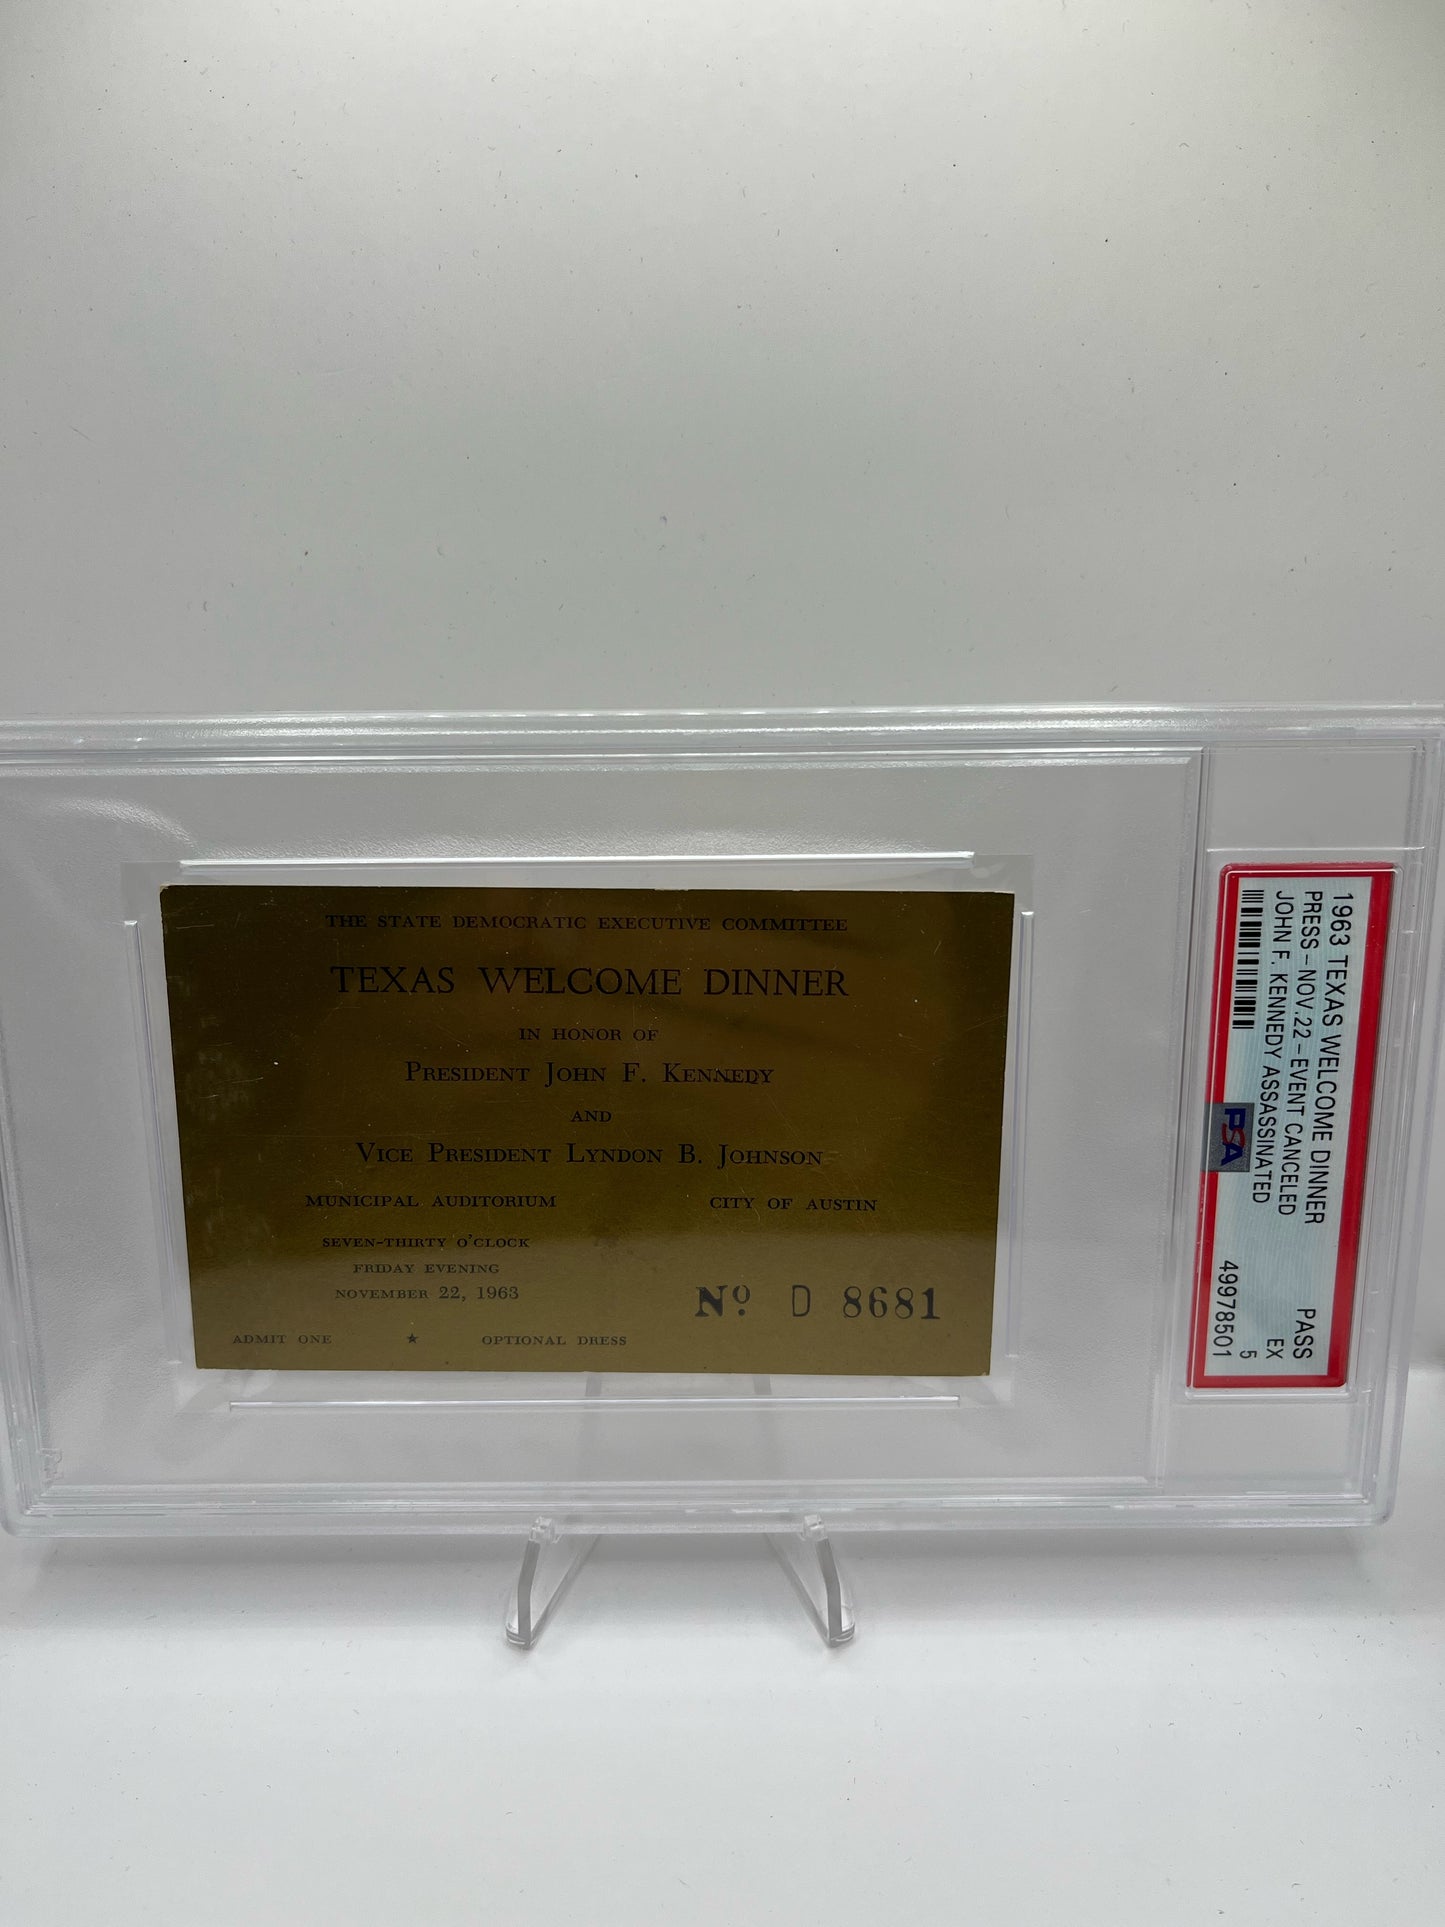 THE STATE DEMOCRATIC EXECUTIVE COMMITTEE
TEXAS WELCOME DINNER
IN HONOR OF
PRESIDENT JOHN F. KENNEDY
AND
VICE PRESIDENT LYNDON B. JOHNSON
MUNICIPAL AUDITORIUM CITY OF AUSTIN
SEVEN-THIRTY O'CLOCK
FRIDAY EVENING
NOVEMBER 22, 1963
Nº D 8681
ADMIT ONE ★ OPTIONAL DRESS
1963 TEXAS WELCOME DINNER PASS
PRESS-NOV.22-EVENT CANCELED EX
JOHN F. KENNEDY ASSASSINATED 5
49978501
PSA